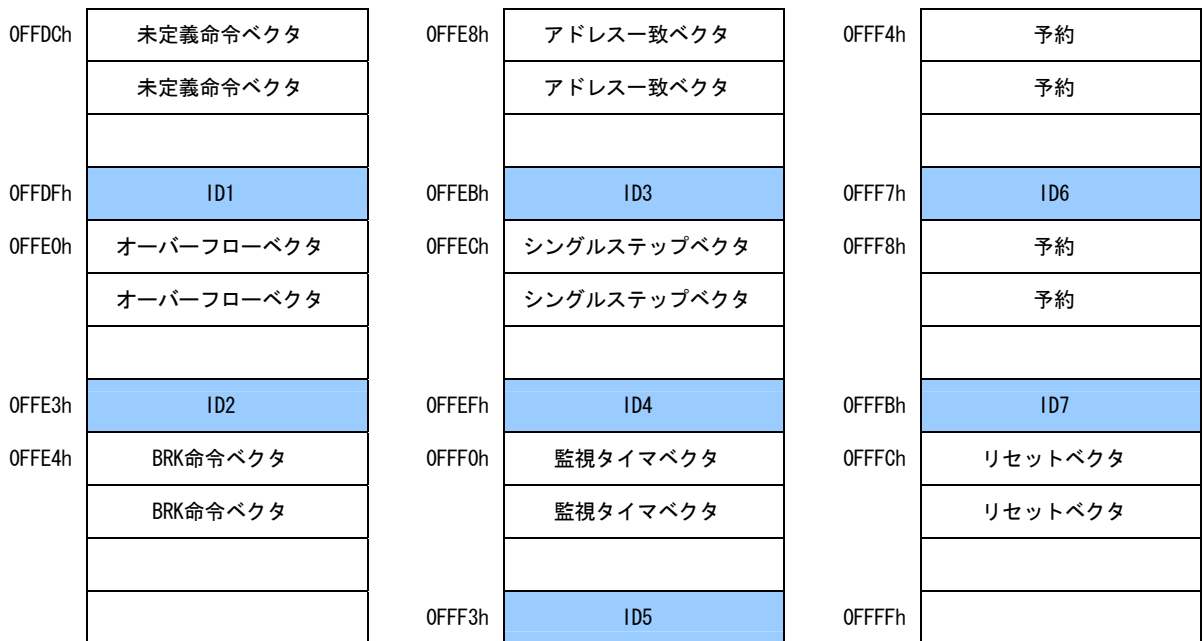 0FFDCh 未定義命令ベクタ
未定義命令ベクタ
0FFDFh ID1
0FFE0h オーバーフローベクタ
オーバーフローベクタ
0FFE3h ID2
0FFE4h BRK命令ベクタ
BRK命令ベクタ
0FFE8h アドレス一致ベクタ
アドレス一致ベクタ
0FFEBh ID3
0FFECh シングルステップベクタ
シングルステップベクタ
0FFEFh ID4
0FFF0h 監視タイマベクタ
監視タイマベクタ
0FFF3h ID5
0FFF4h 予約
予約
0FFF7h ID6
0FFF8h 予約
予約
0FFFBh ID7
0FFFCh リセットベクタ
リセットベクタ
0FFFFh